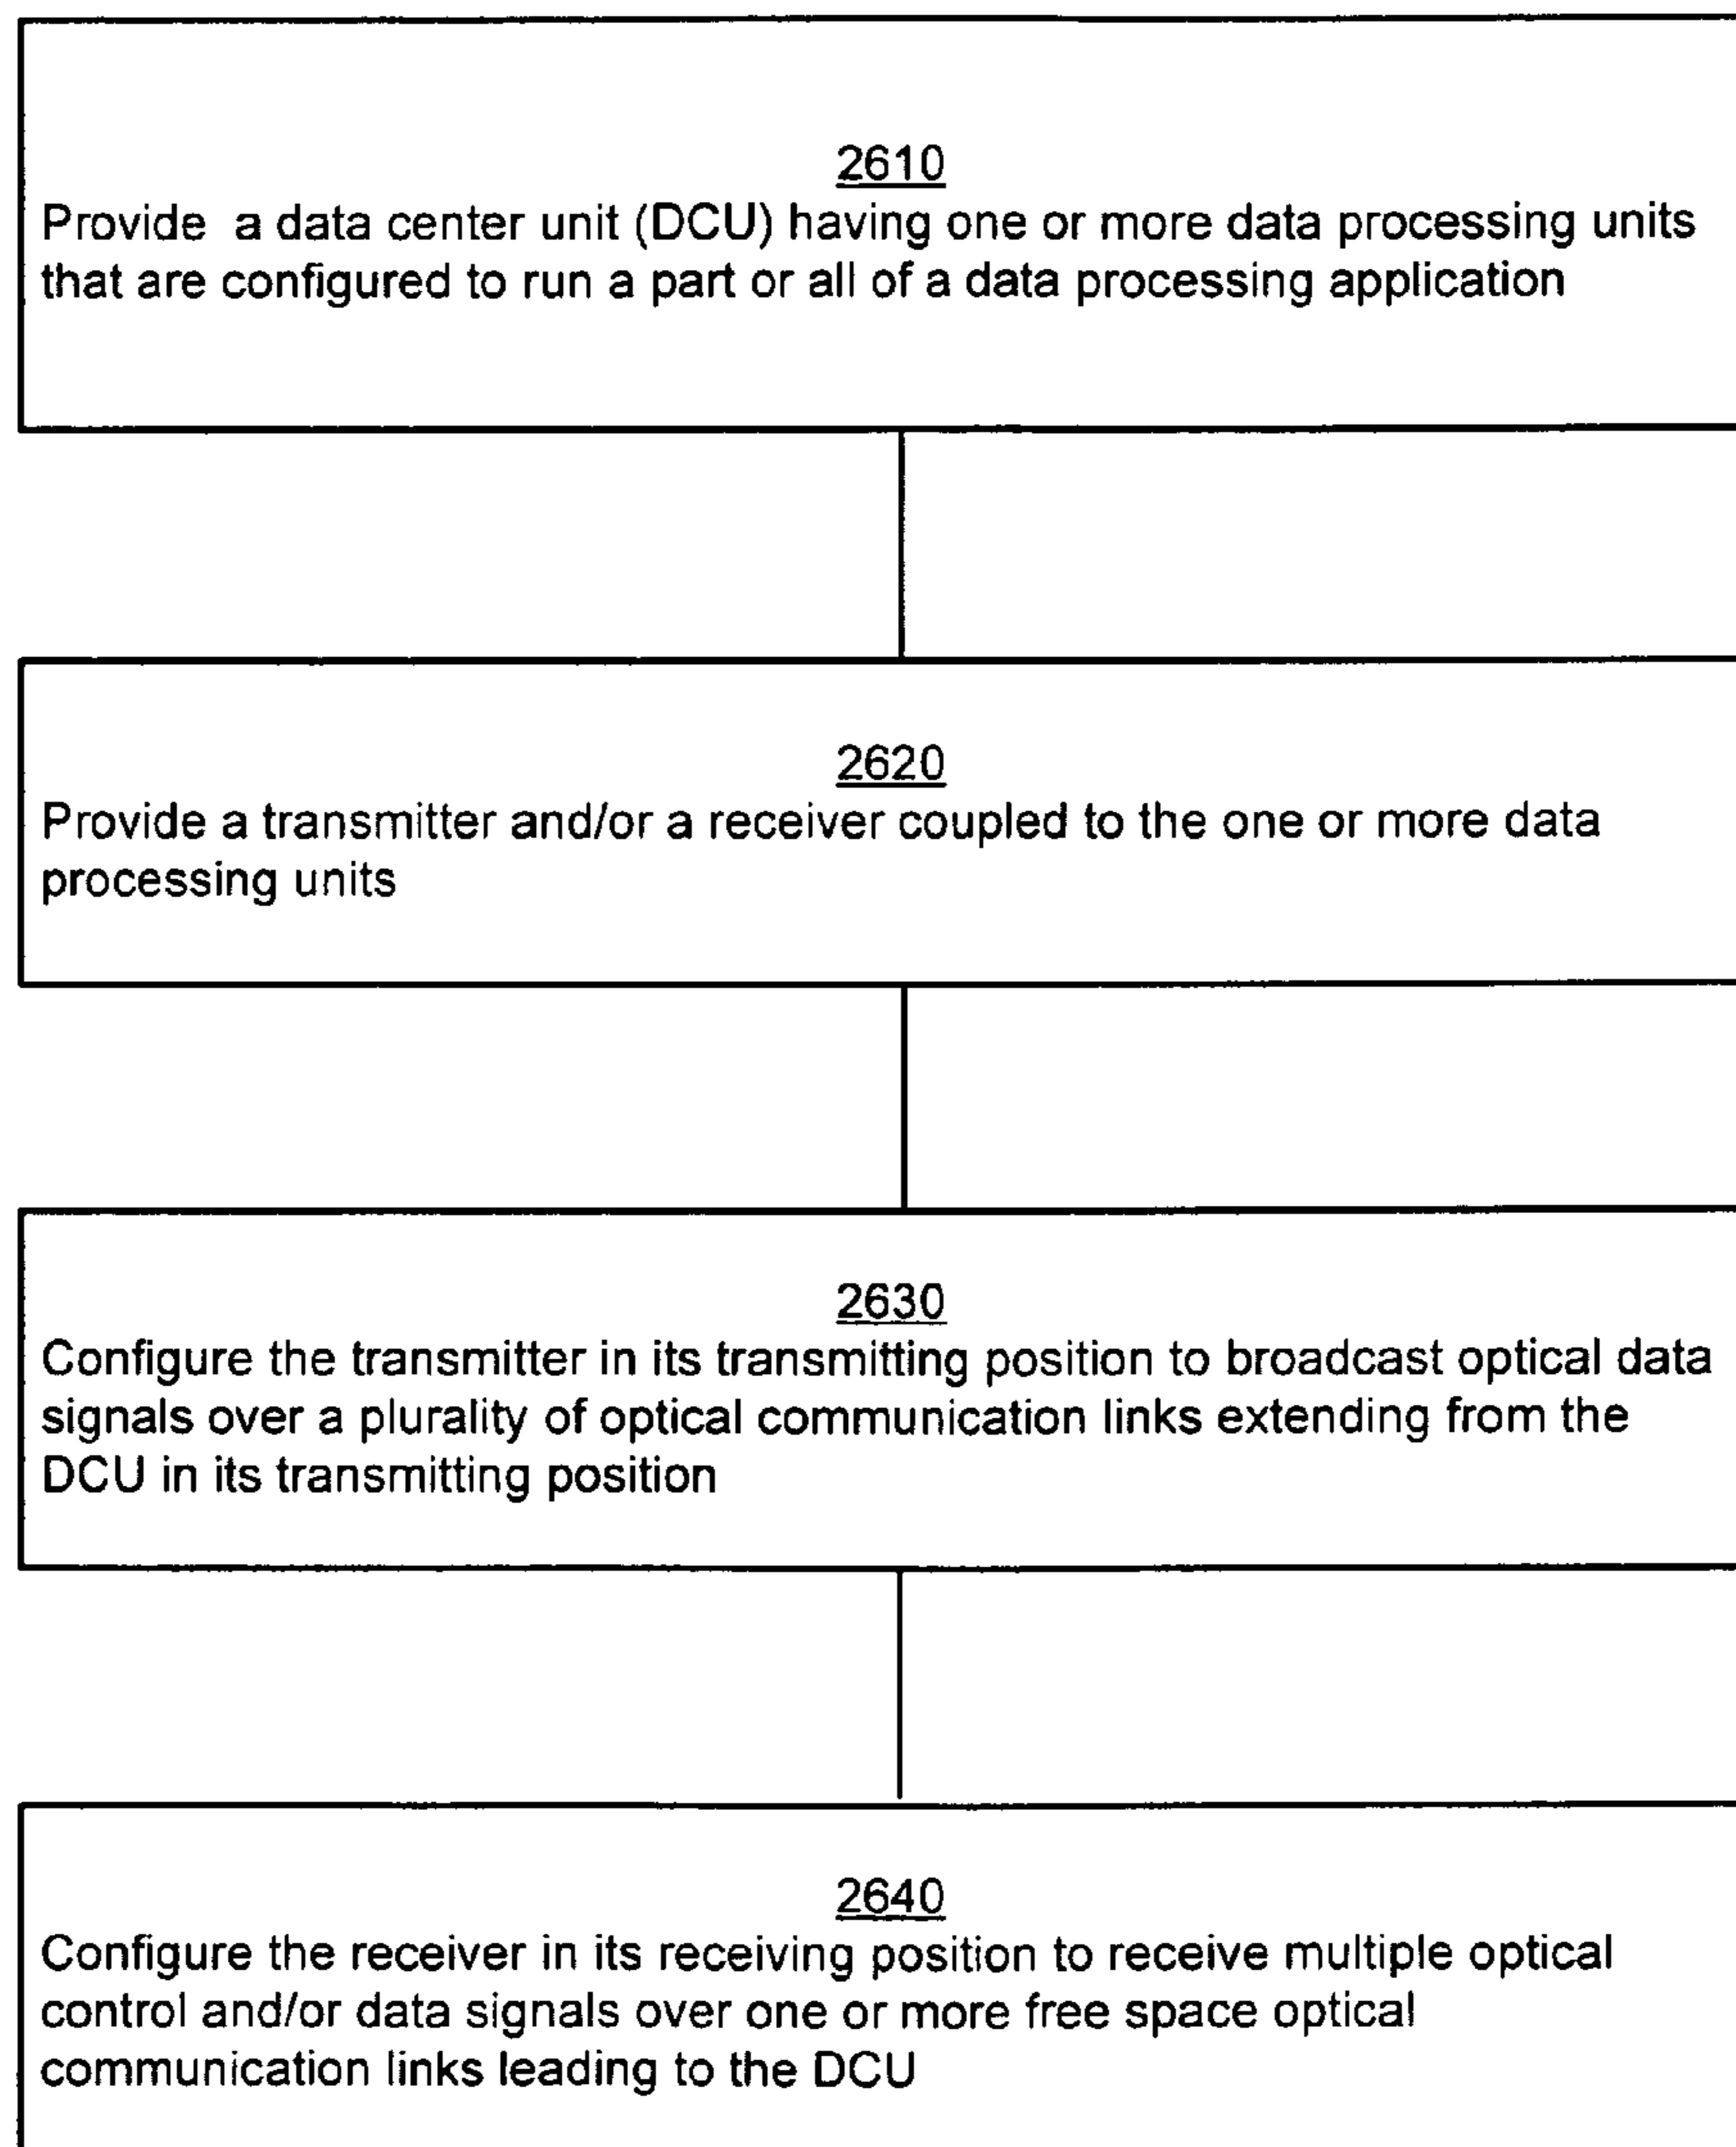 2610
Provide a data center unit (DCU) having one or more data processing units
that are configured to run a part or all of a data processing application
2620
Provide a transmitter and/or a receiver coupled to the one or more data
processing units
2630
Configure the transmitter in its transmitting position to broadcast optical data
signals over a plurality of optical communication links extending from the
DCU in its transmitting position
2640
Configure the receiver in its receiving position to receive multiple optical
control and/or data signals over one or more free space optical
communication links leading to the DCU